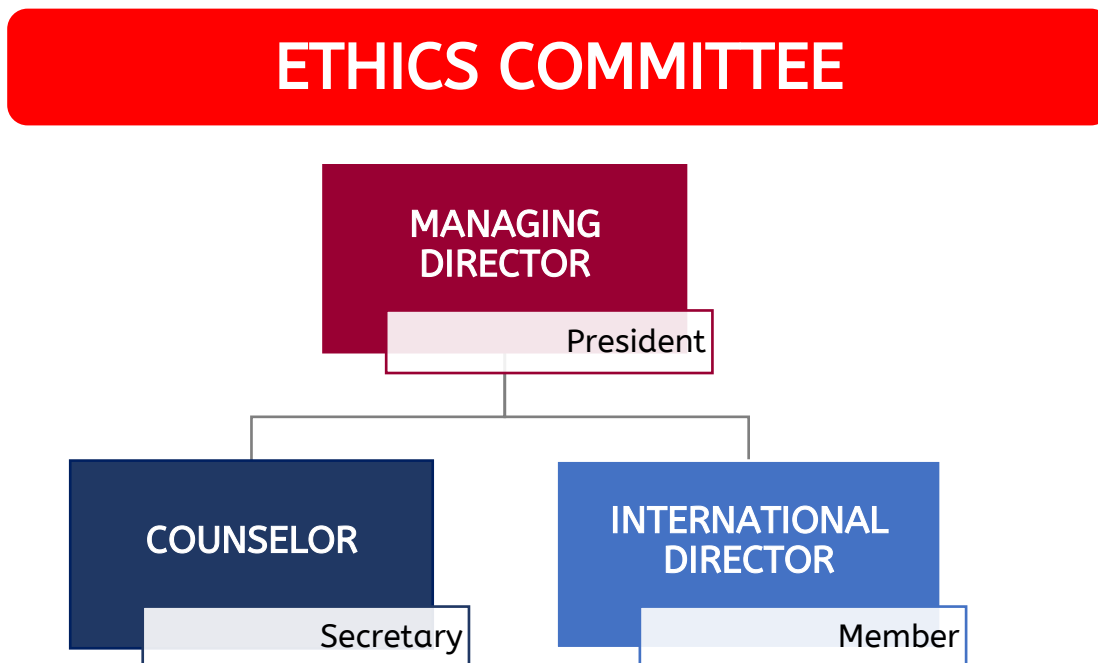 ETHICS COMMITTEE
MANAGING
DIRECTOR
President
COUNSELOR
Secretary
INTERNATIONAL
DIRECTOR
Member